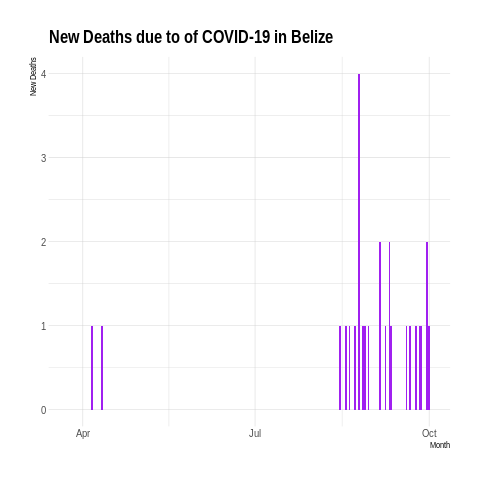 New Deaths due to of COVID-19 in Belize
New Deaths
4
3
2
1
0
Apr
Jul
Oct
Month